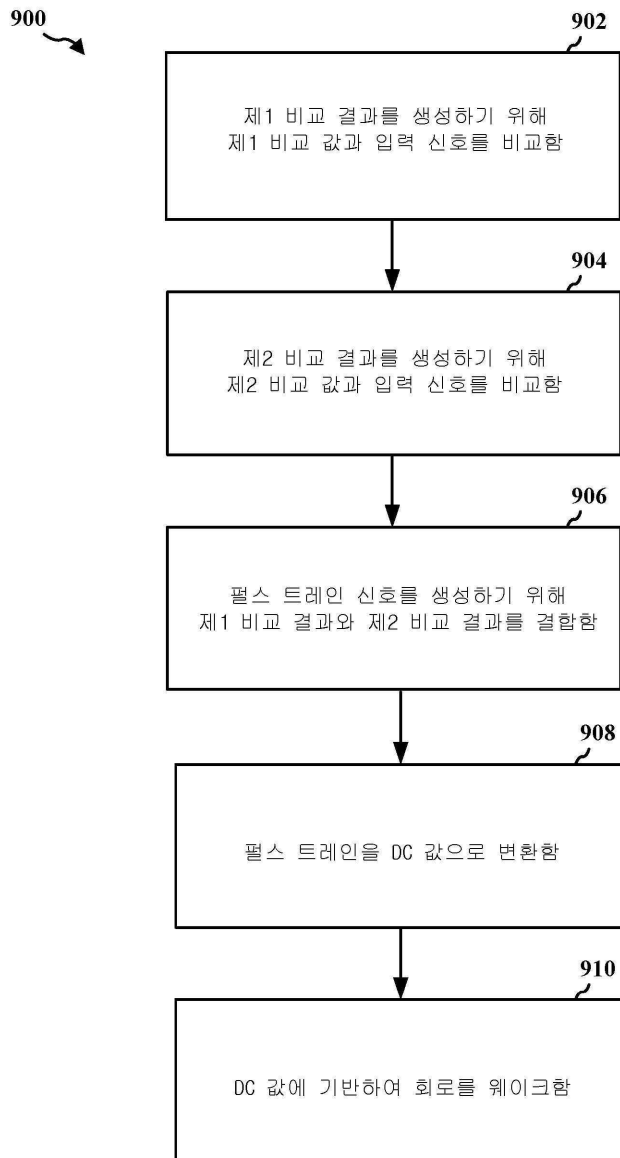 900
902
제1 비교 결과를 생성하기 위해
제1 비교 값과 입력 신호를 비교함
904
제2 비교 결과를 생성하기 위해
제2 비교 값과 입력 신호를 비교함
906
펄스 트레인 신호를 생성하기 위해
제1 비교 결과와 제2 비교 결과를 결합함
908
펄스 트레인을 DC 값으로 변환함
910
DC 값에 기반하여 회로를 웨이크함